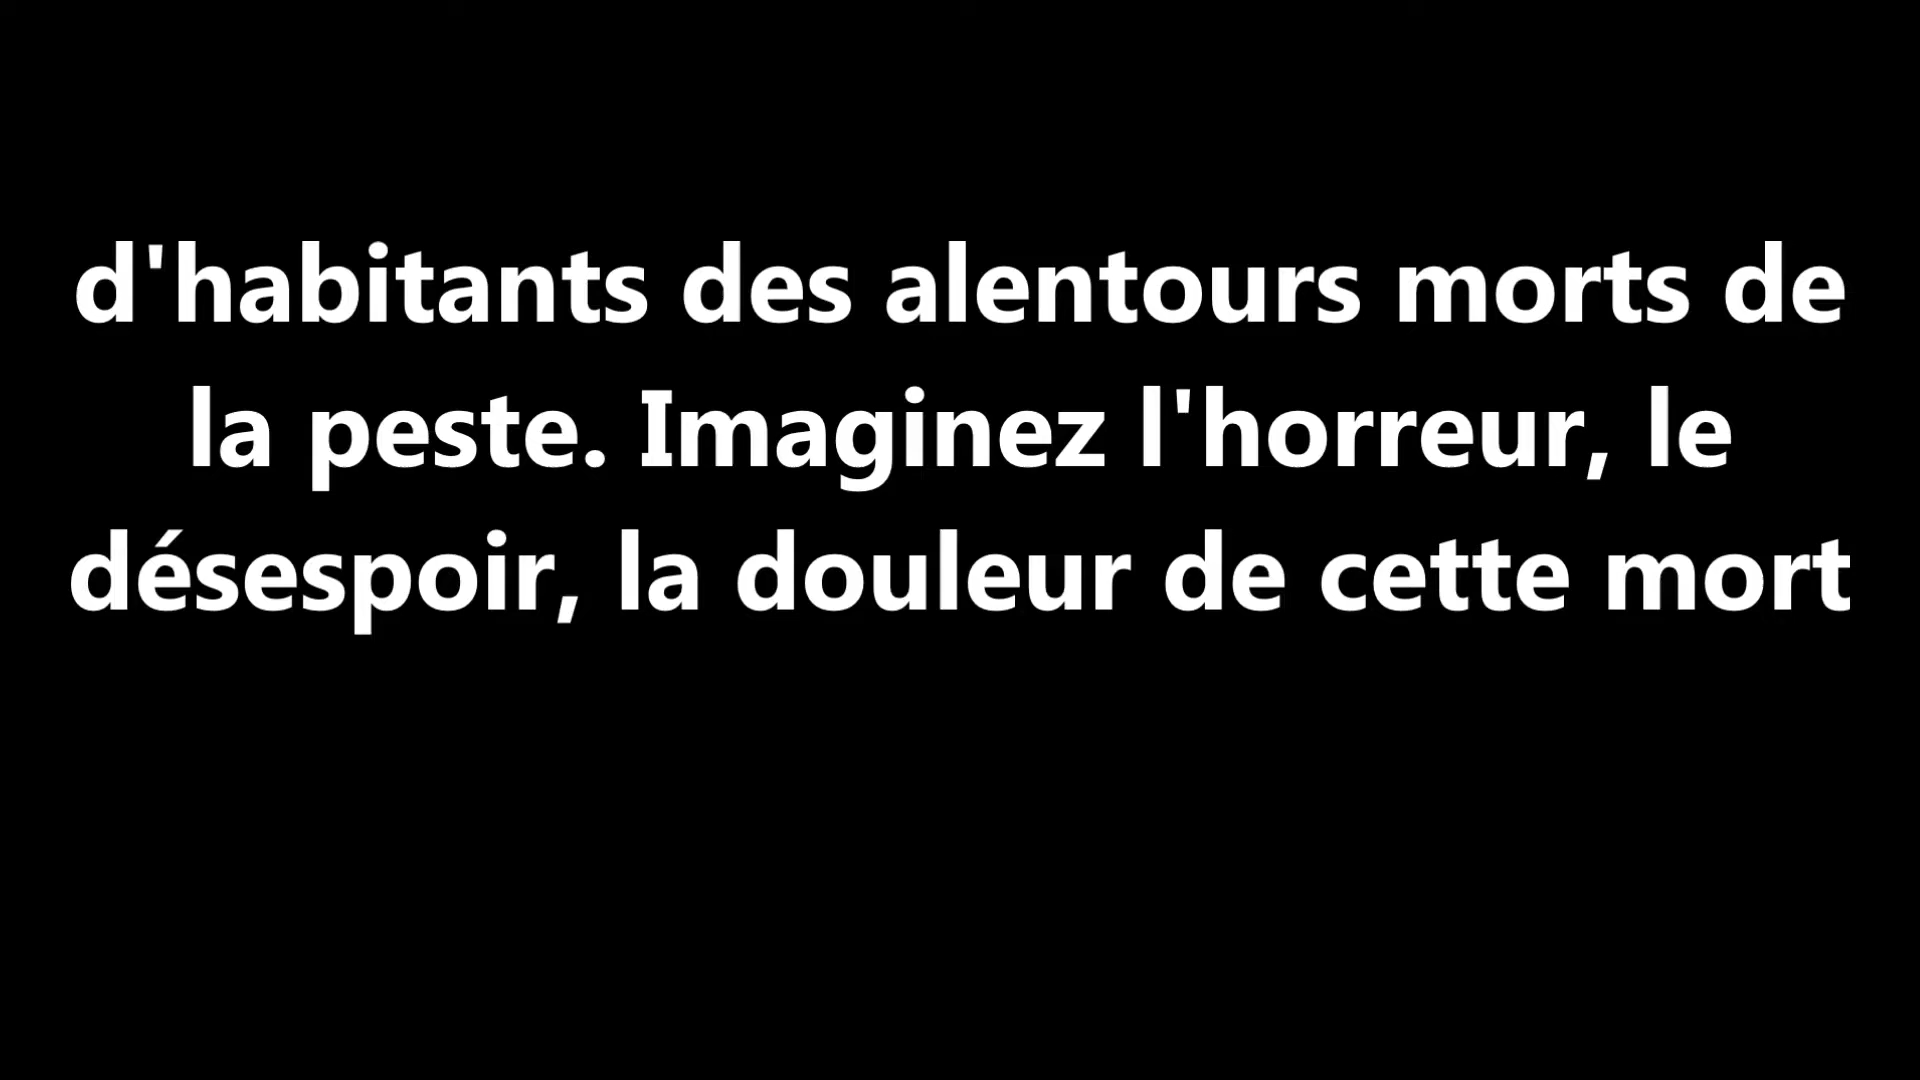 d'habitants des alentours morts de
la peste. Imaginez l'horreur, le
désespoir, la douleur de cette mort